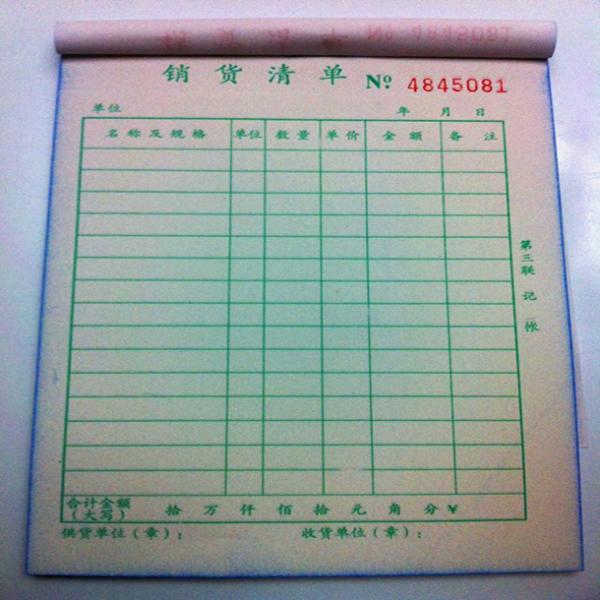 销货清单 Nº 4845081
单位 年 月 日
名称及规格 单位 数量 单价 金额 备注
第三联 记帐
合计金额
(大写) 拾 万 仟 佰 拾 元 角 分 ¥
供货单位(章): 收货单位(章):